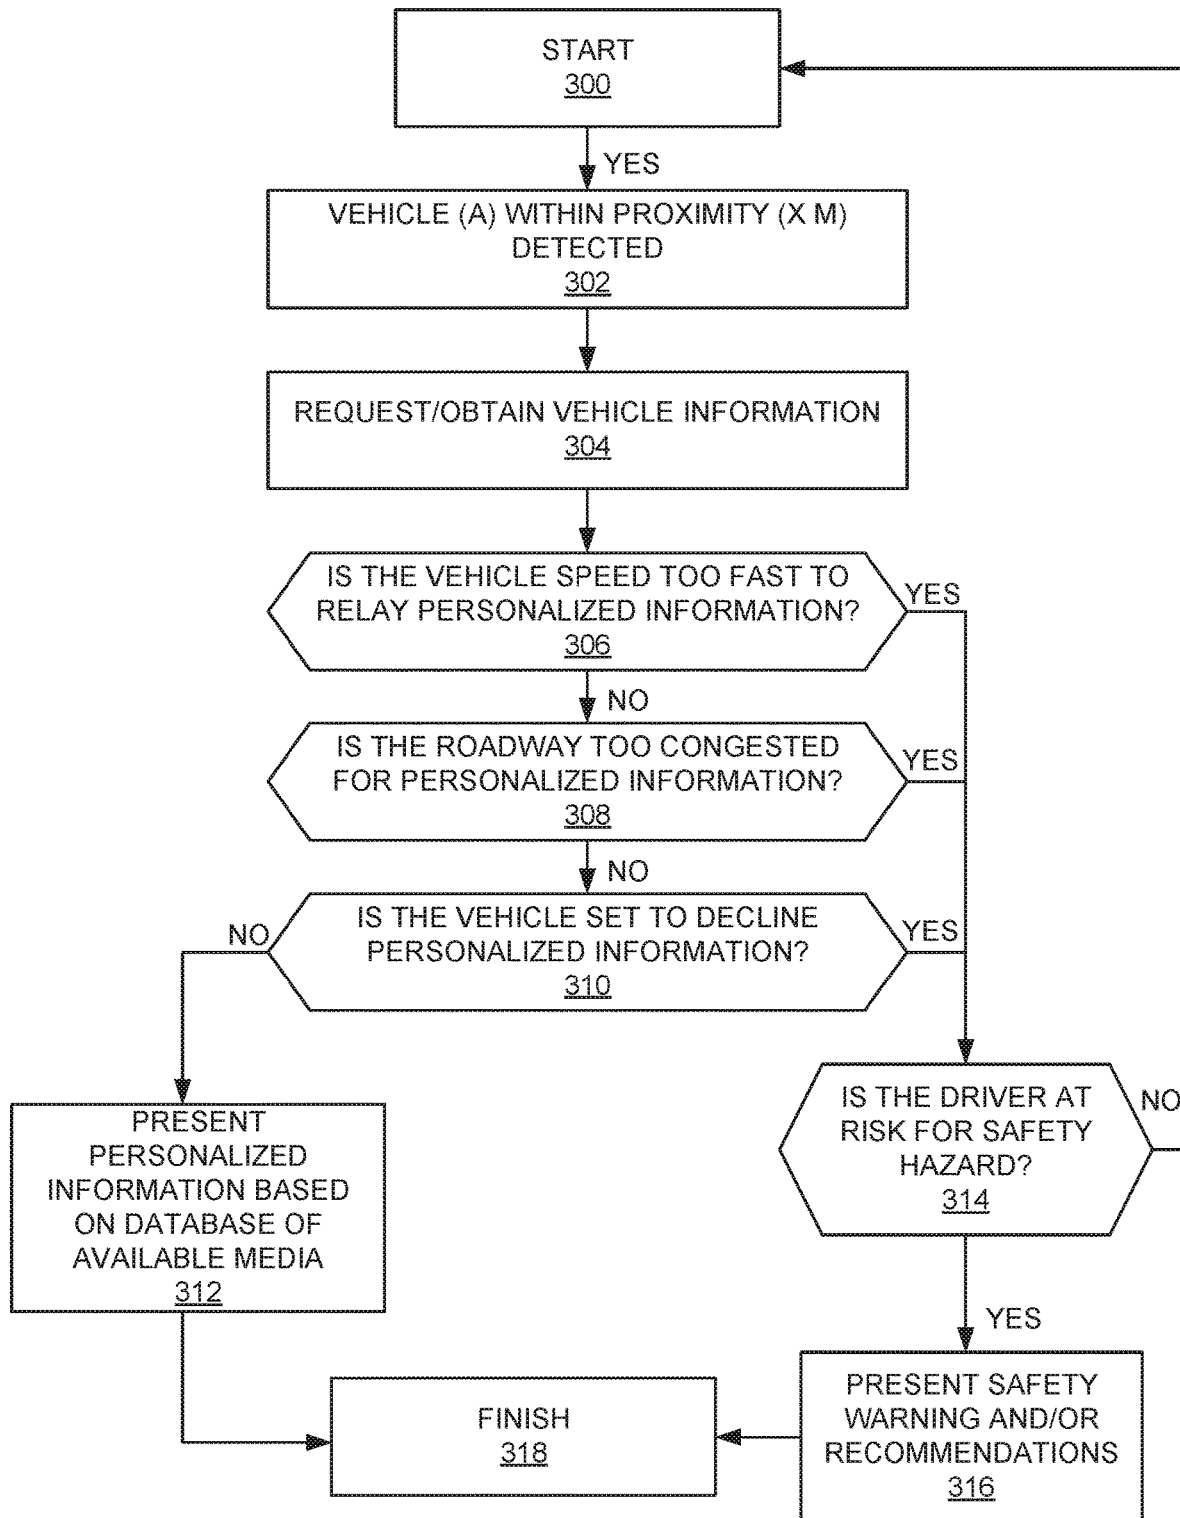 START
300
YES
VEHICLE (A) WITHIN PROXIMITY (X M)
DETECTED
302
REQUEST/OBTAIN VEHICLE INFORMATION
304
IS THE VEHICLE SPEED TOO FAST TO
RELAY PERSONALIZED INFORMATION?
306
YES
NO
IS THE ROADWAY TOO CONGESTED
FOR PERSONALIZED INFORMATION?
308
YES
NO
IS THE VEHICLE SET TO DECLINE
PERSONALIZED INFORMATION?
310
NO
YES
PRESENT
PERSONALIZED
INFORMATION BASED
ON DATABASE OF
AVAILABLE MEDIA
312
IS THE DRIVER AT
RISK FOR SAFETY
HAZARD?
314
NO
YES
PRESENT SAFETY
WARNING AND/OR
RECOMMENDATIONS
316
FINISH
318